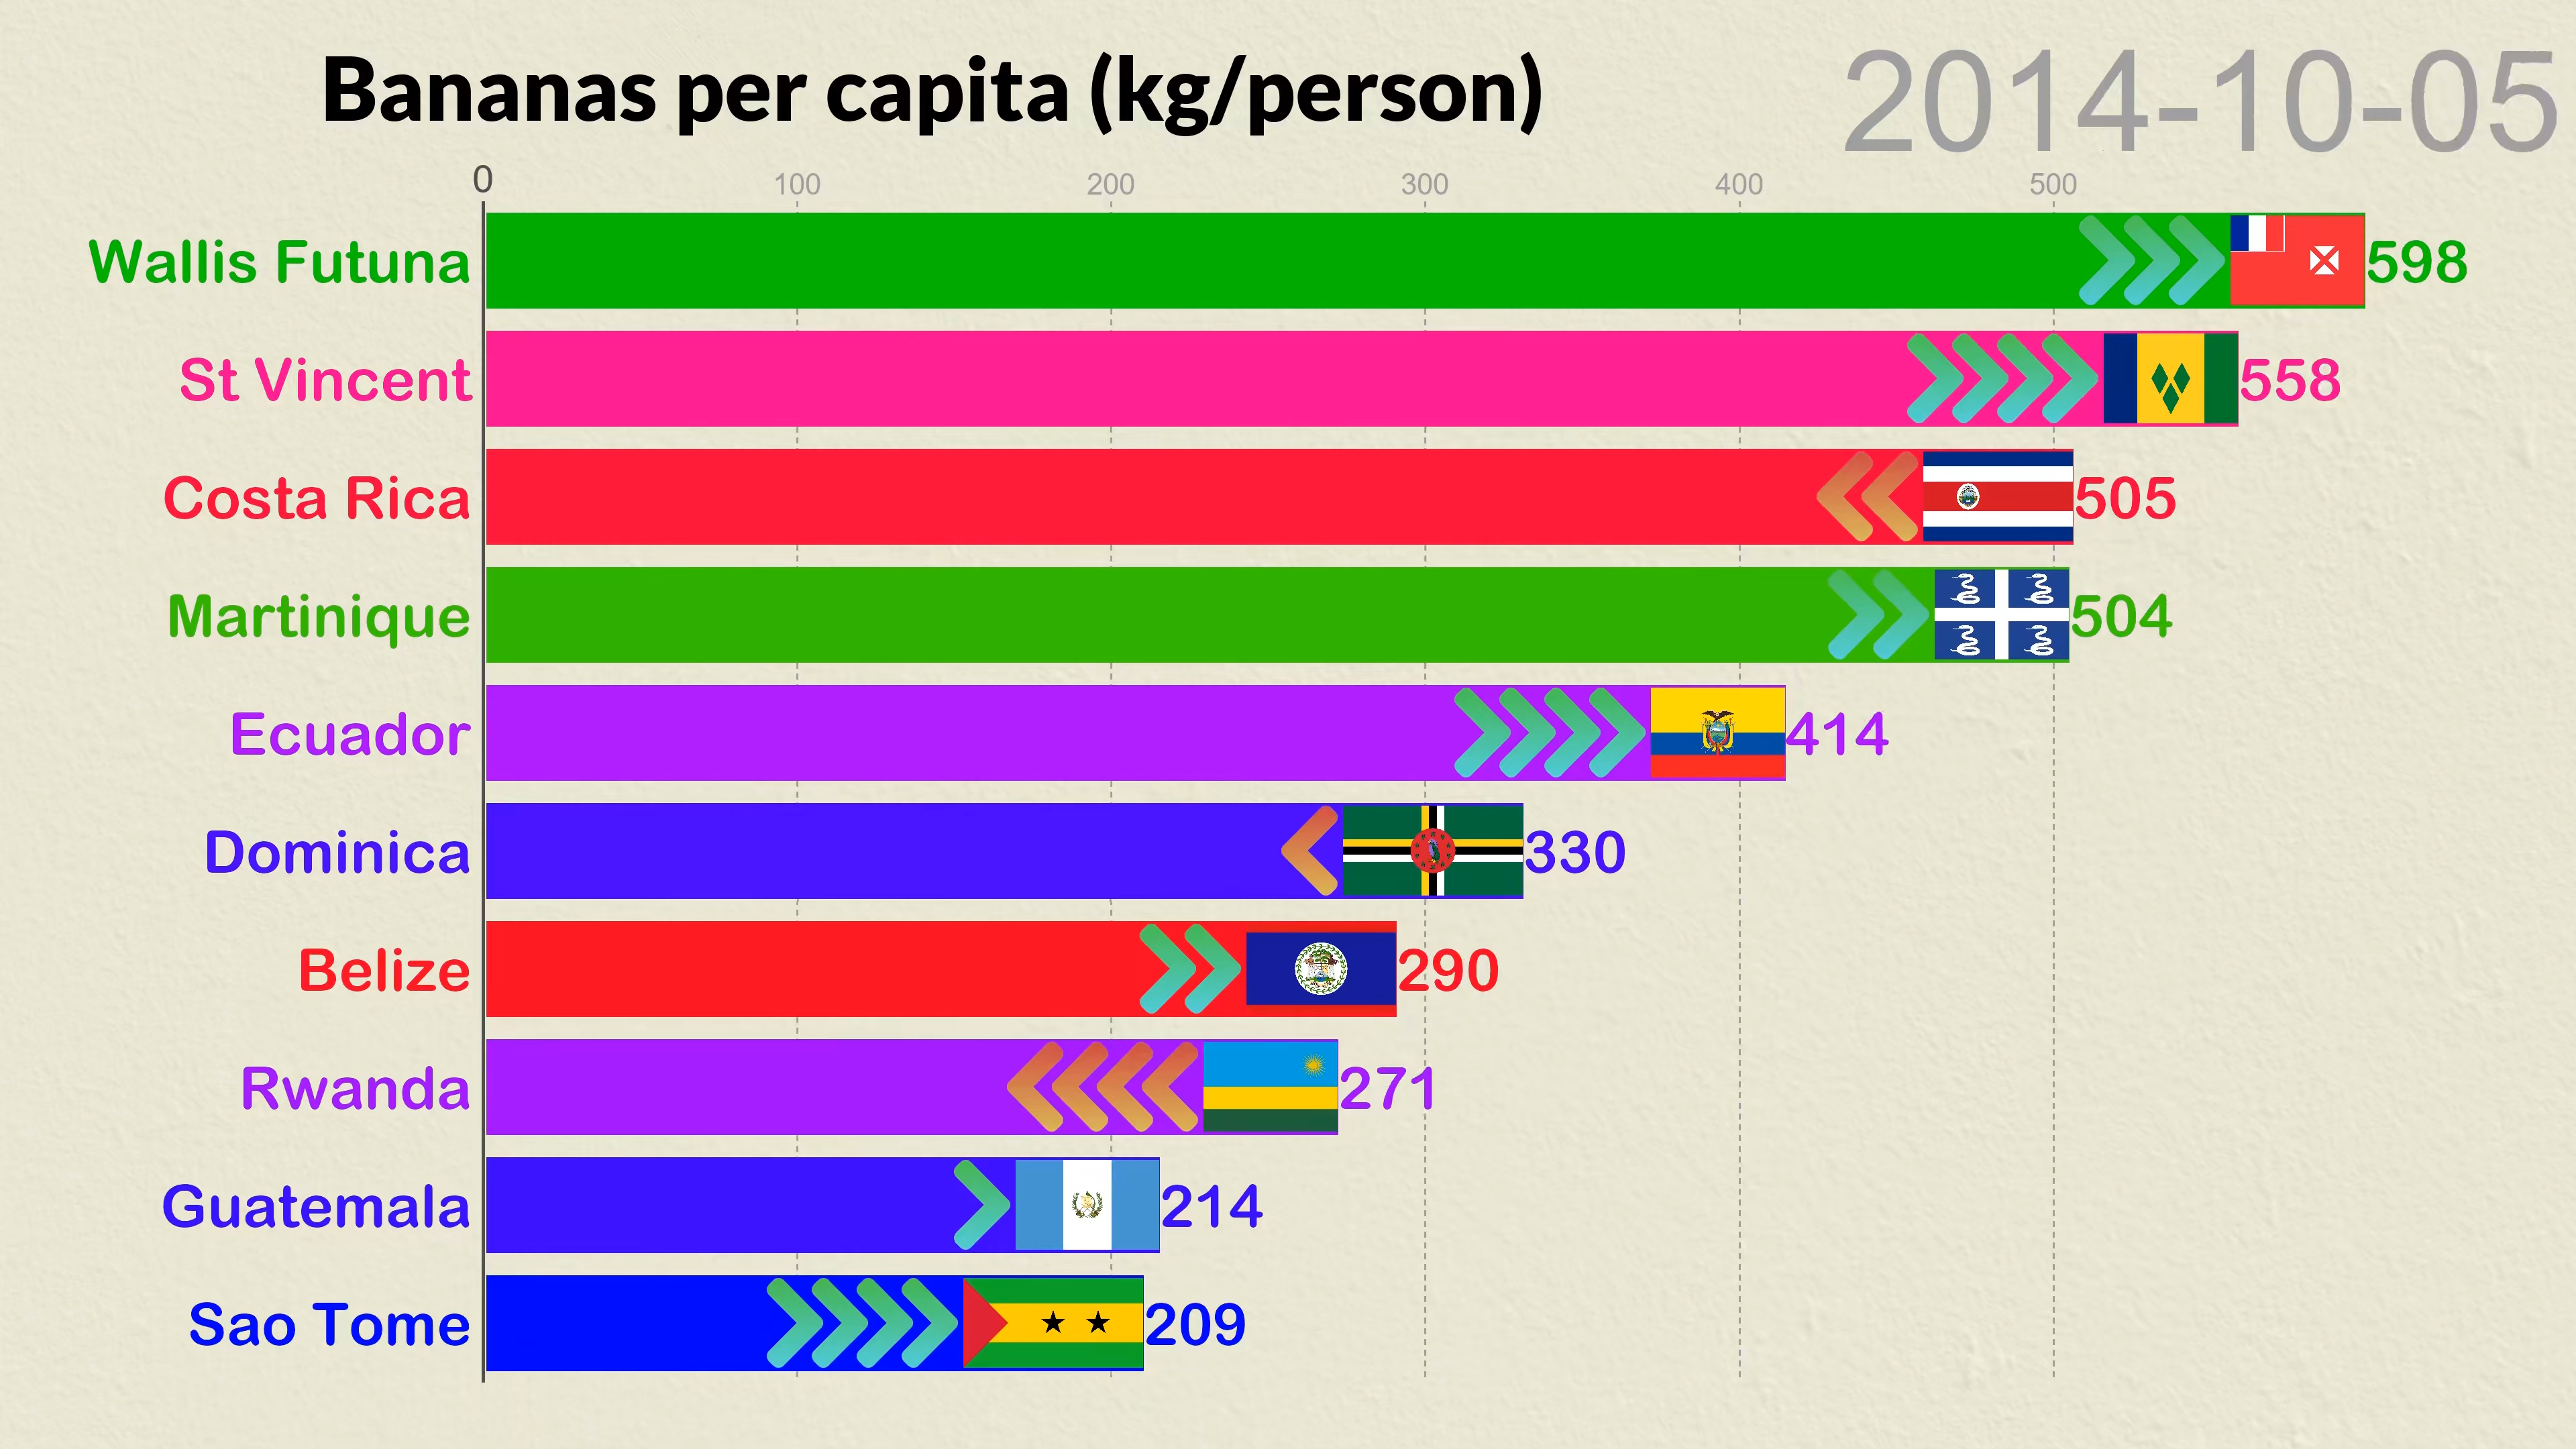 Bananas per capita (kg/person)
2014-10-05
0 100 200 300 400 500
Wallis Futuna 598
St Vincent 558
Costa Rica 505
Martinique 504
Ecuador 414
Dominica 330
Belize 290
Rwanda 271
Guatemala 214
Sao Tome 209